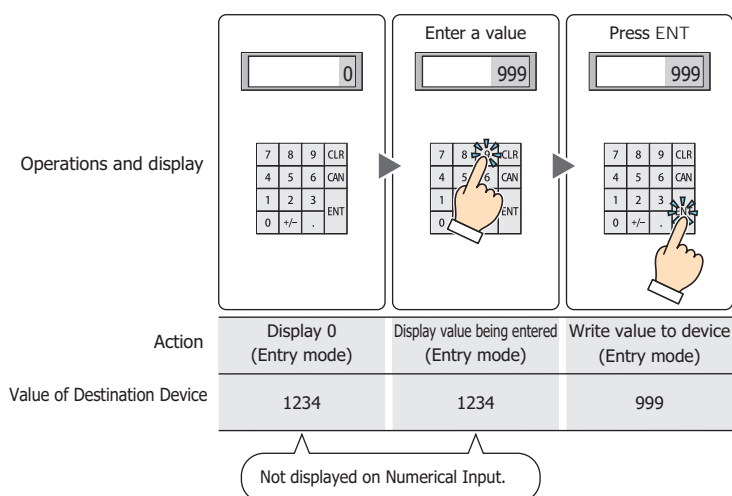 Enter a value
Press ENT
0
999
999
Operations and display
7 8 9 CLR
4 5 6 CAN
1 2 3 ENT
0 +/- .
7 8 9 CLR
4 5 6 CAN
1 ENT
0
7 8 9 CLR
4 5 6 CAN
1 2 3
0 +/- .
Action
Display 0
(Entry mode)
Display value being entered
(Entry mode)
Write value to device
(Entry mode)
Value of Destination Device
1234
1234
999
Not displayed on Numerical Input.